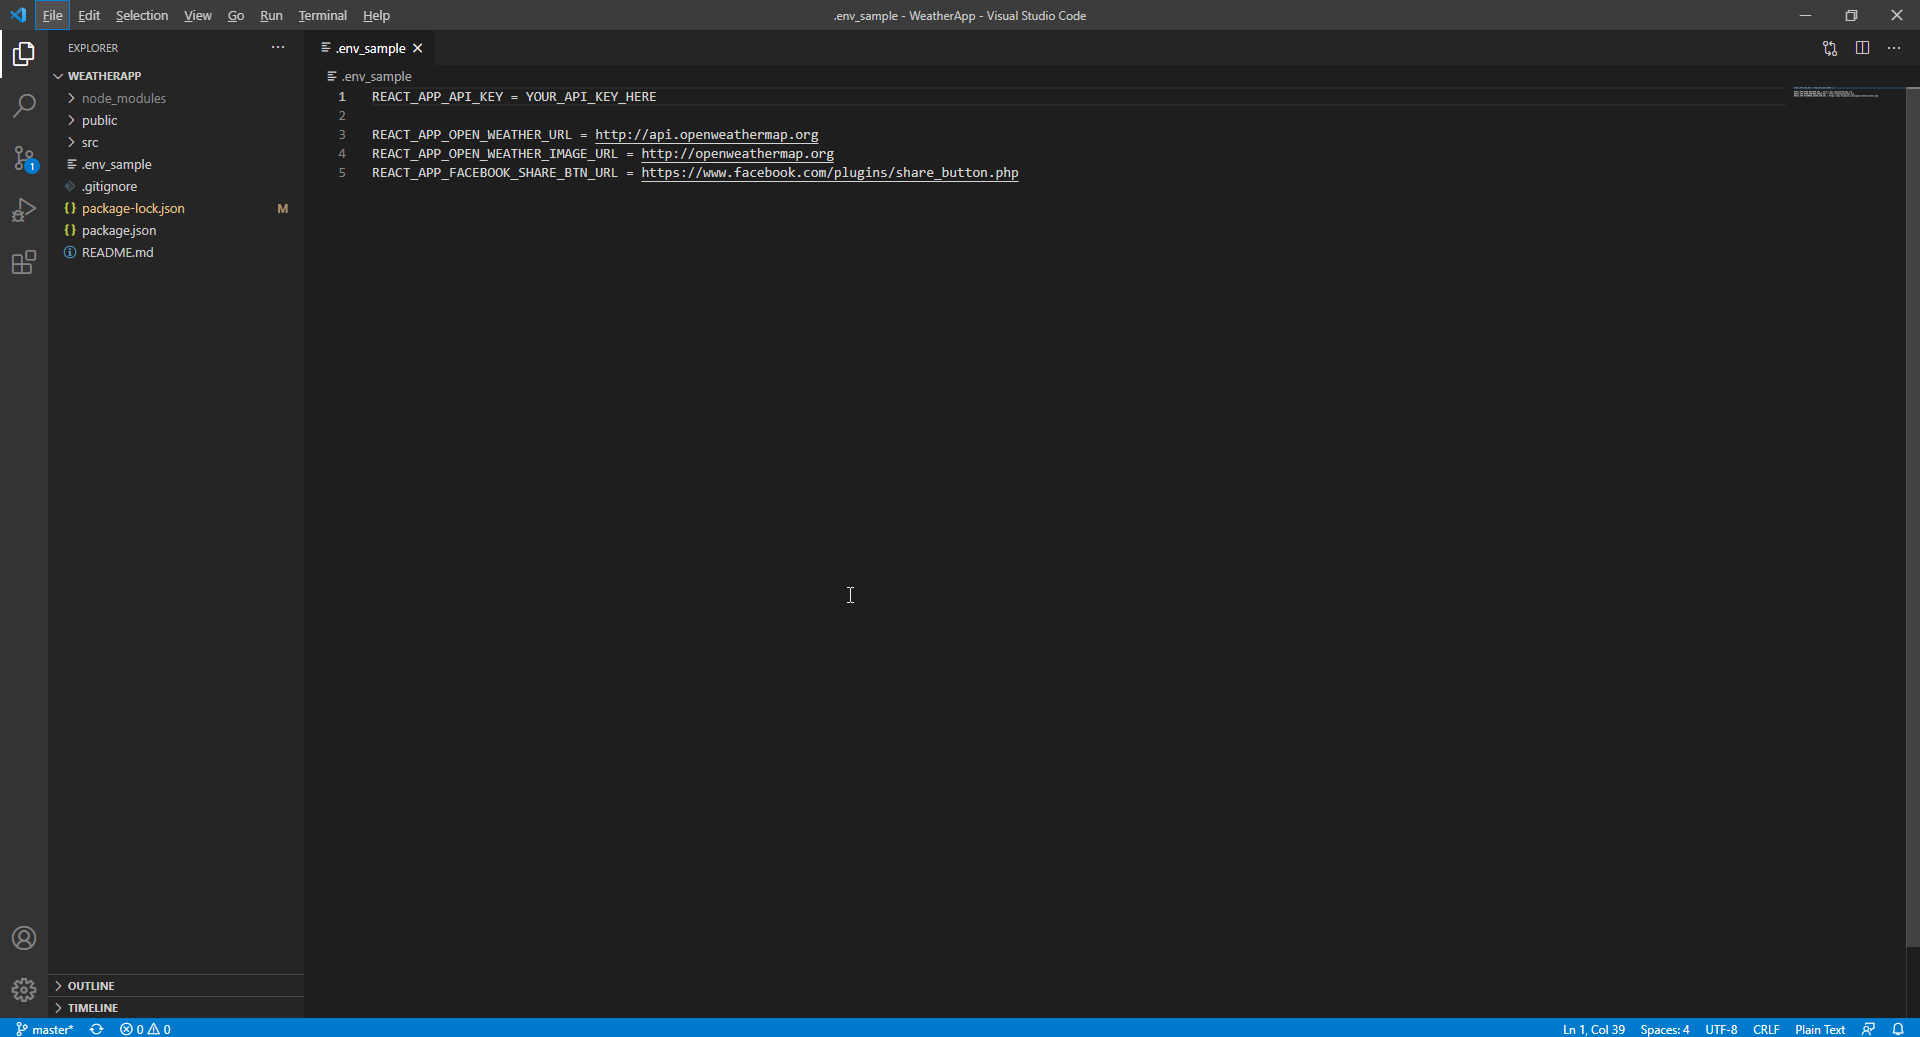 File Edit Selection View Go Run Terminal Help
.env_sample - WeatherApp - Visual Studio Code
EXPLORER
WEATHERAPP
node_modules
public
src
.env_sample
.gitignore
package-lock.json M
package.json
README.md
1
OUTLINE
TIMELINE
.env_sample
.env_sample
1 REACT_APP_API_KEY = YOUR_API_KEY_HERE
2
3 REACT_APP_OPEN_WEATHER_URL = http://api.openweathermap.org
4 REACT_APP_OPEN_WEATHER_IMAGE_URL = http://openweathermap.org
5 REACT_APP_FACEBOOK_SHARE_BTN_URL = https://www.facebook.com/plugins/share_button.php
master* 0 0 Ln 1, Col 39 Spaces: 4 UTF-8 CRLF Plain Text